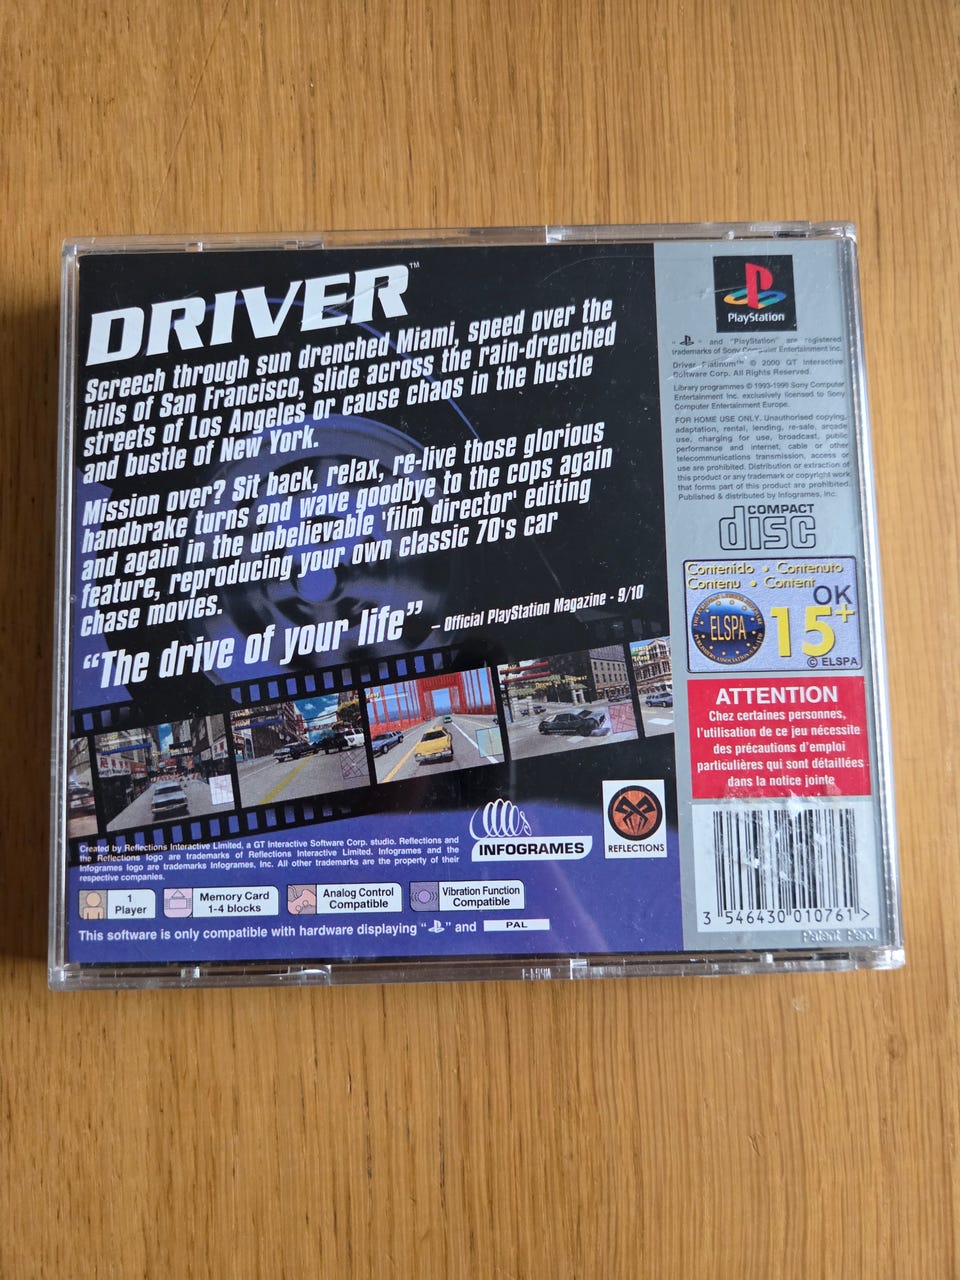 DRIVER™
Screech through sun drenched Miami, speed over the
hills of San Francisco, slide across the rain-drenched
streets of Los Angeles or cause chaos in the hustle
and bustle of New York.
Mission over? Sit back, relax, re-live those glorious
handbrake turns and wave goodbye to the cops again
and again in the unbelievable 'film director' editing
feature, reproducing your own classic 70's car
chase movies.
"The drive of your life" – Official PlayStation Magazine - 9/10
INFOGRAMES
REFLECTIONS
Created by Reflections Interactive Limited, a GT Interactive Software Corp. studio. Reflections and
the Reflections logo are trademarks of Reflections Interactive Limited. Infogrames and the
Infogrames logo are trademarks Infogrames, Inc. All other trademarks are the property of their
respective companies.
1
Player
Memory Card
1-4 blocks
Analog Control
Compatible
Vibration Function
Compatible
This software is only compatible with hardware displaying " " and PAL
PlayStation
" " and "PlayStation" are registered
trademarks of Sony Computer Entertainment Inc.
Driver Platinum™ © 2000 GT Interactive
Software Corp. All Rights Reserved.
Library programmes © 1993-1999 Sony Computer
Entertainment Inc. exclusively licensed to Sony
Computer Entertainment Europe.
FOR HOME USE ONLY. Unauthorised copying,
adaptation, rental, lending, re-sale, arcade
use, charging for use, broadcast, public
performance and internet, cable or other
telecommunications transmission, access or
use are prohibited. Distribution or extraction of
this product or any trademark or copyright work
that forms part of this product are prohibited.
Published & distributed by Infogrames, Inc.
COMPACT
disc
Contenido • Contenuto
Contenu • Content
OK
ELSPA
15+
© ELSPA
ATTENTION
Chez certaines personnes,
l'utilisation de ce jeu nécessite
des précautions d'emploi
particulières qui sont détaillées
dans la notice jointe
3 546430 010761 >
Patent Pend